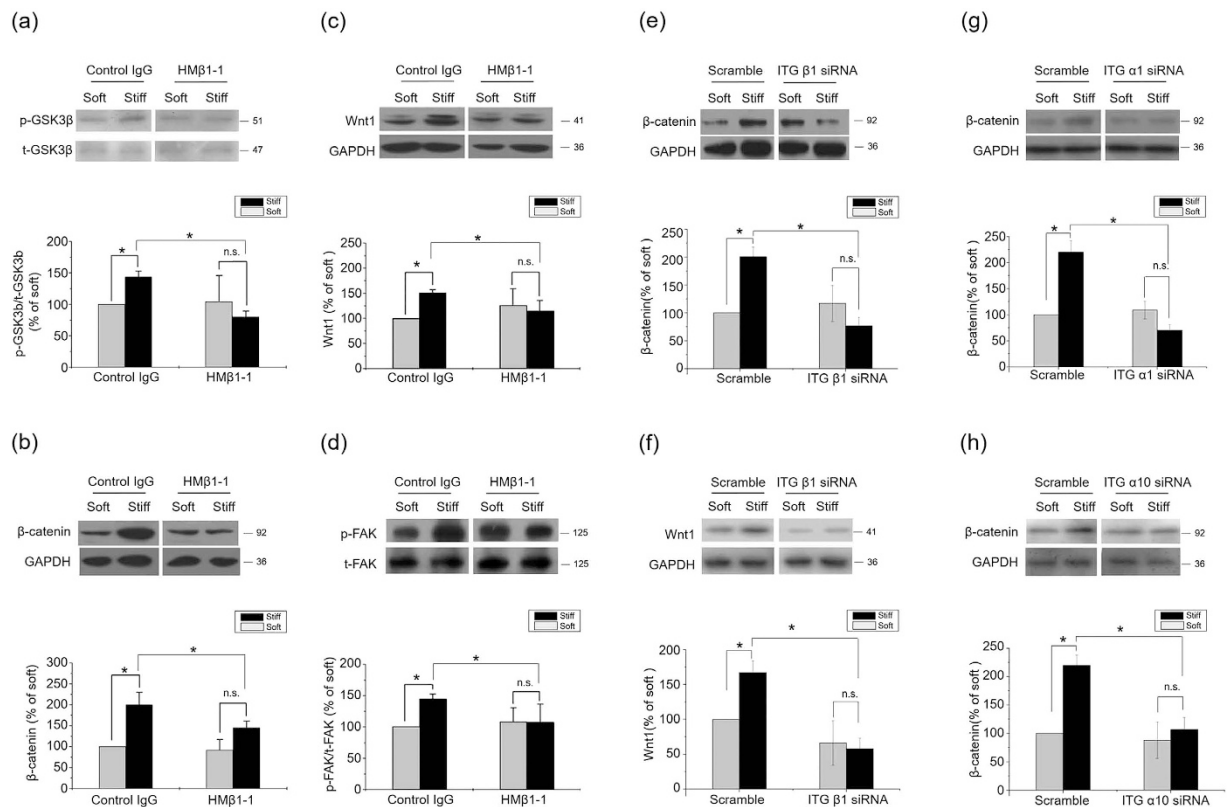 (a)
Control IgG HMβ1-1
Soft Stiff Soft Stiff
p-GSK3β 51
t-GSK3β 47
Stiff
Soft
p-GSK3b/t-GSK3b
(% of soft)
200
150
100
50
0
* * n.s.
Control IgG HMβ1-1
(c)
Control IgG HMβ1-1
Soft Stiff Soft Stiff
Wnt1 41
GAPDH 36
Stiff
Soft
Wnt1 (% of soft )
200
150
100
50
0
* * n.s.
Control IgG HMβ1-1
(e)
Scramble ITG β1 siRNA
Soft Stiff Soft Stiff
β-catenin 92
GAPDH 36
Stiff
Soft
β-catenin(% of soft )
250
200
150
100
50
0
* * n.s.
Scramble ITG β1 siRNA
(g)
Scramble ITG α1 siRNA
Soft Stiff Soft Stiff
β-catenin 92
GAPDH 36
Stiff
Soft
β-catenin(% of soft )
250
200
150
100
50
0
* * n.s.
Scramble ITG α1 siRNA
(b)
Control IgG HMβ1-1
Soft Stiff Soft Stiff
β-catenin 92
GAPDH 36
Stiff
Soft
β-catenin (% of soft )
300
250
200
150
100
50
0
* * n.s.
Control IgG HMβ1-1
(d)
Control IgG HMβ1-1
Soft Stiff Soft Stiff
p-FAK 125
t-FAK 125
Stiff
Soft
p-FAK/t-FAK (% of soft )
200
150
100
50
0
* * n.s.
Control IgG HMβ1-1
(f)
Scramble ITG β1 siRNA
Soft Stiff Soft Stiff
Wnt1 41
GAPDH 36
Stiff
Soft
Wnt1(% of soft )
200
150
100
50
0
* * n.s.
Scramble ITG β1 siRNA
(h)
Scramble ITG α10 siRNA
Soft Stiff Soft Stiff
β-catenin 92
GAPDH 36
Stiff
Soft
β-catenin(% of soft )
250
200
150
100
50
0
* * n.s.
Scramble ITG α10 siRNA